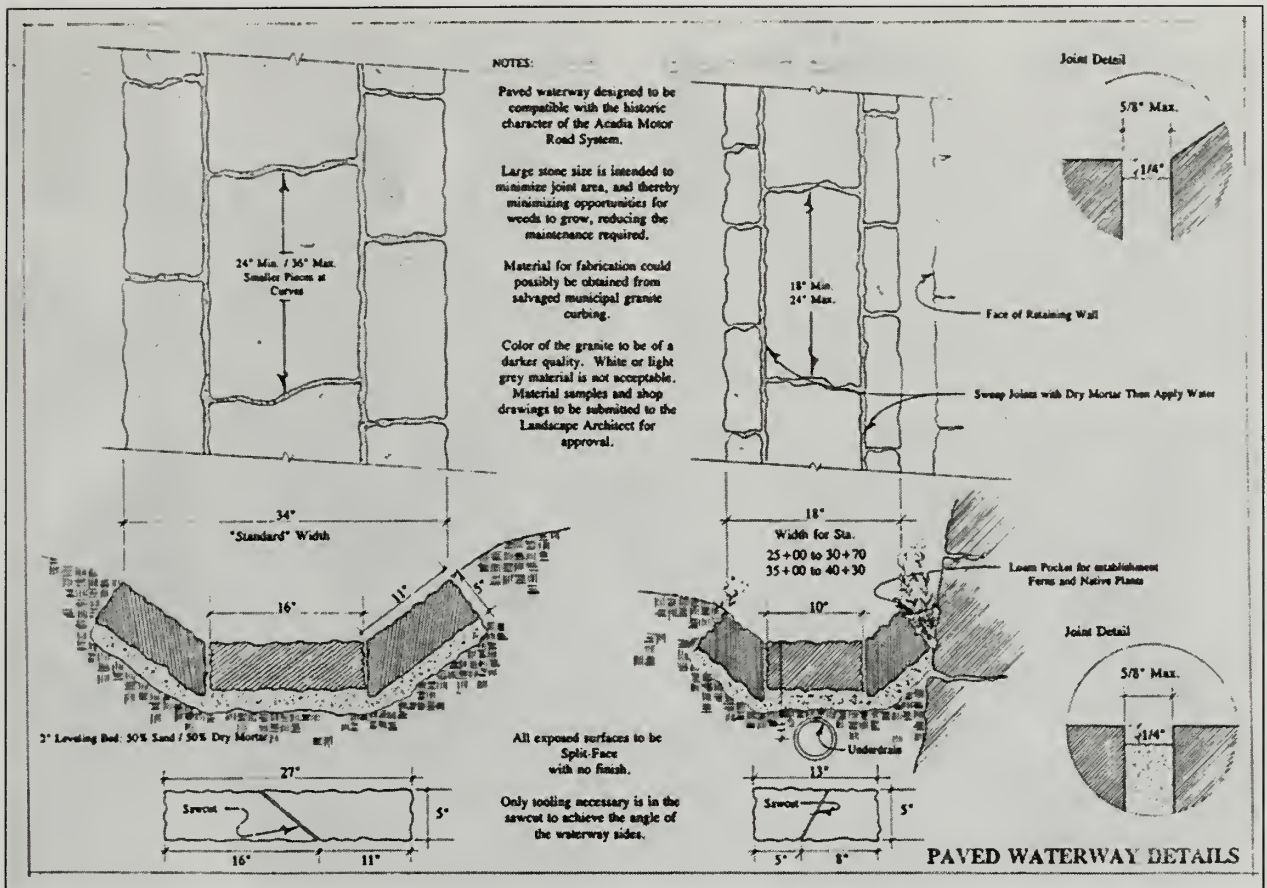 NOTES:
Paved waterway designed to be
compatible with the historic
character of the Acadia Motor
Road System.
Large stone size is intended to
minimize joint area, and thereby
minimizing opportunities for
weeds to grow, reducing the
maintenance required.
Material for fabrication could
possibly be obtained from
salvaged municipal granite
curbing.
Color of the granite to be of a
darker quality. White or light
grey material is not acceptable.
Material samples and shop
drawings to be submitted to the
Landscape Architect for
approval.
24" Min. / 36" Max.
Smaller Pieces at
Curves
18" Min.
24" Max.
Joint Detail
5/8" Max.
1/4"
Face of Retaining Wall
Sweep Joints with Dry Mortar Then Apply Water
34"
"Standard" Width
16"
11"
5"
2" Leveling Bed: 50% Sand / 50% Dry Mortar
18"
Width for Sta.
25+00 to 30+70
35+00 to 40+30
10"
Loam Pocket for establishment
Ferns and Native Plants
Underdrain
Joint Detail
5/8" Max.
1/4"
All exposed surfaces to be
Split-Face
with no finish.
Only tooling necessary is in the
sawcut to achieve the angle of
the waterway sides.
27"
Sawcut
5"
16"
11"
13"
Sawcut
5"
5"
8"
PAVED WATERWAY DETAILS